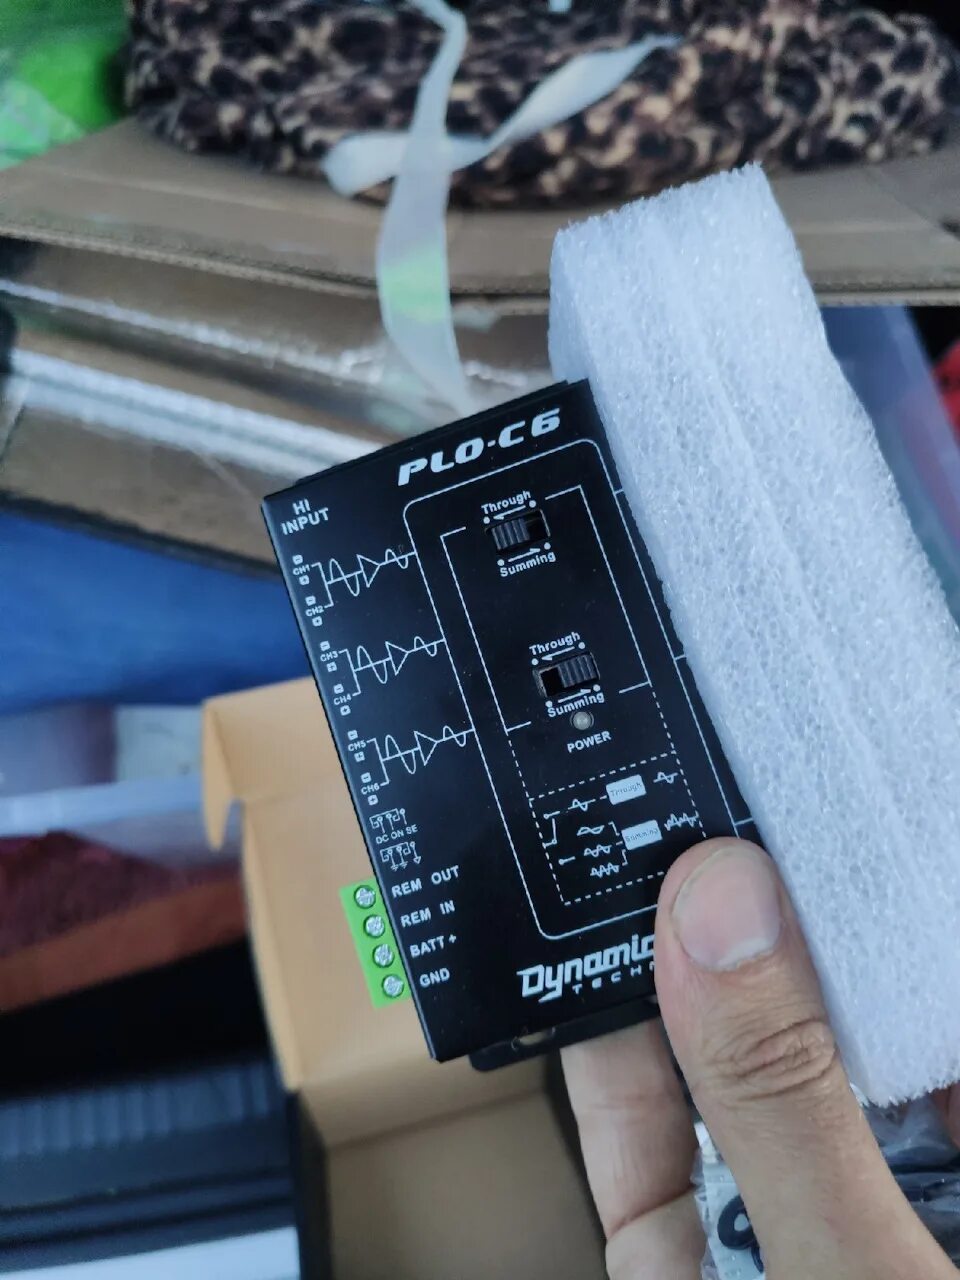 PLO-C6
HI
INPUT
Through
Summing
CH1
CH2
Through
Summing
CH3
CH4
POWER
CH5
CH6
Through
Summing
DC ON SE
REM OUT
REM IN
BATT+
GND
Dynamic
TECH